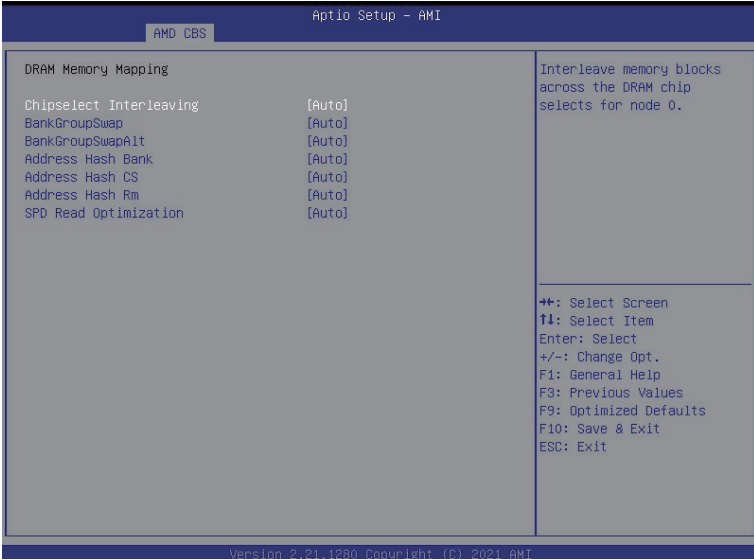 Aptio Setup – AMI
AMD CBS
DRAM Memory Mapping
Chipselect Interleaving [Auto]
BankGroupSwap [Auto]
BankGroupSwapAlt [Auto]
Address Hash Bank [Auto]
Address Hash CS [Auto]
Address Hash Rm [Auto]
SPD Read Optimization [Auto]
Interleave memory blocks
across the DRAM chip
selects for node 0.
→←: Select Screen
↑↓: Select Item
Enter: Select
+/-: Change Opt.
F1: General Help
F3: Previous Values
F9: Optimized Defaults
F10: Save & Exit
ESC: Exit
Version 2.21.1280 Copyright (C) 2021 AMI